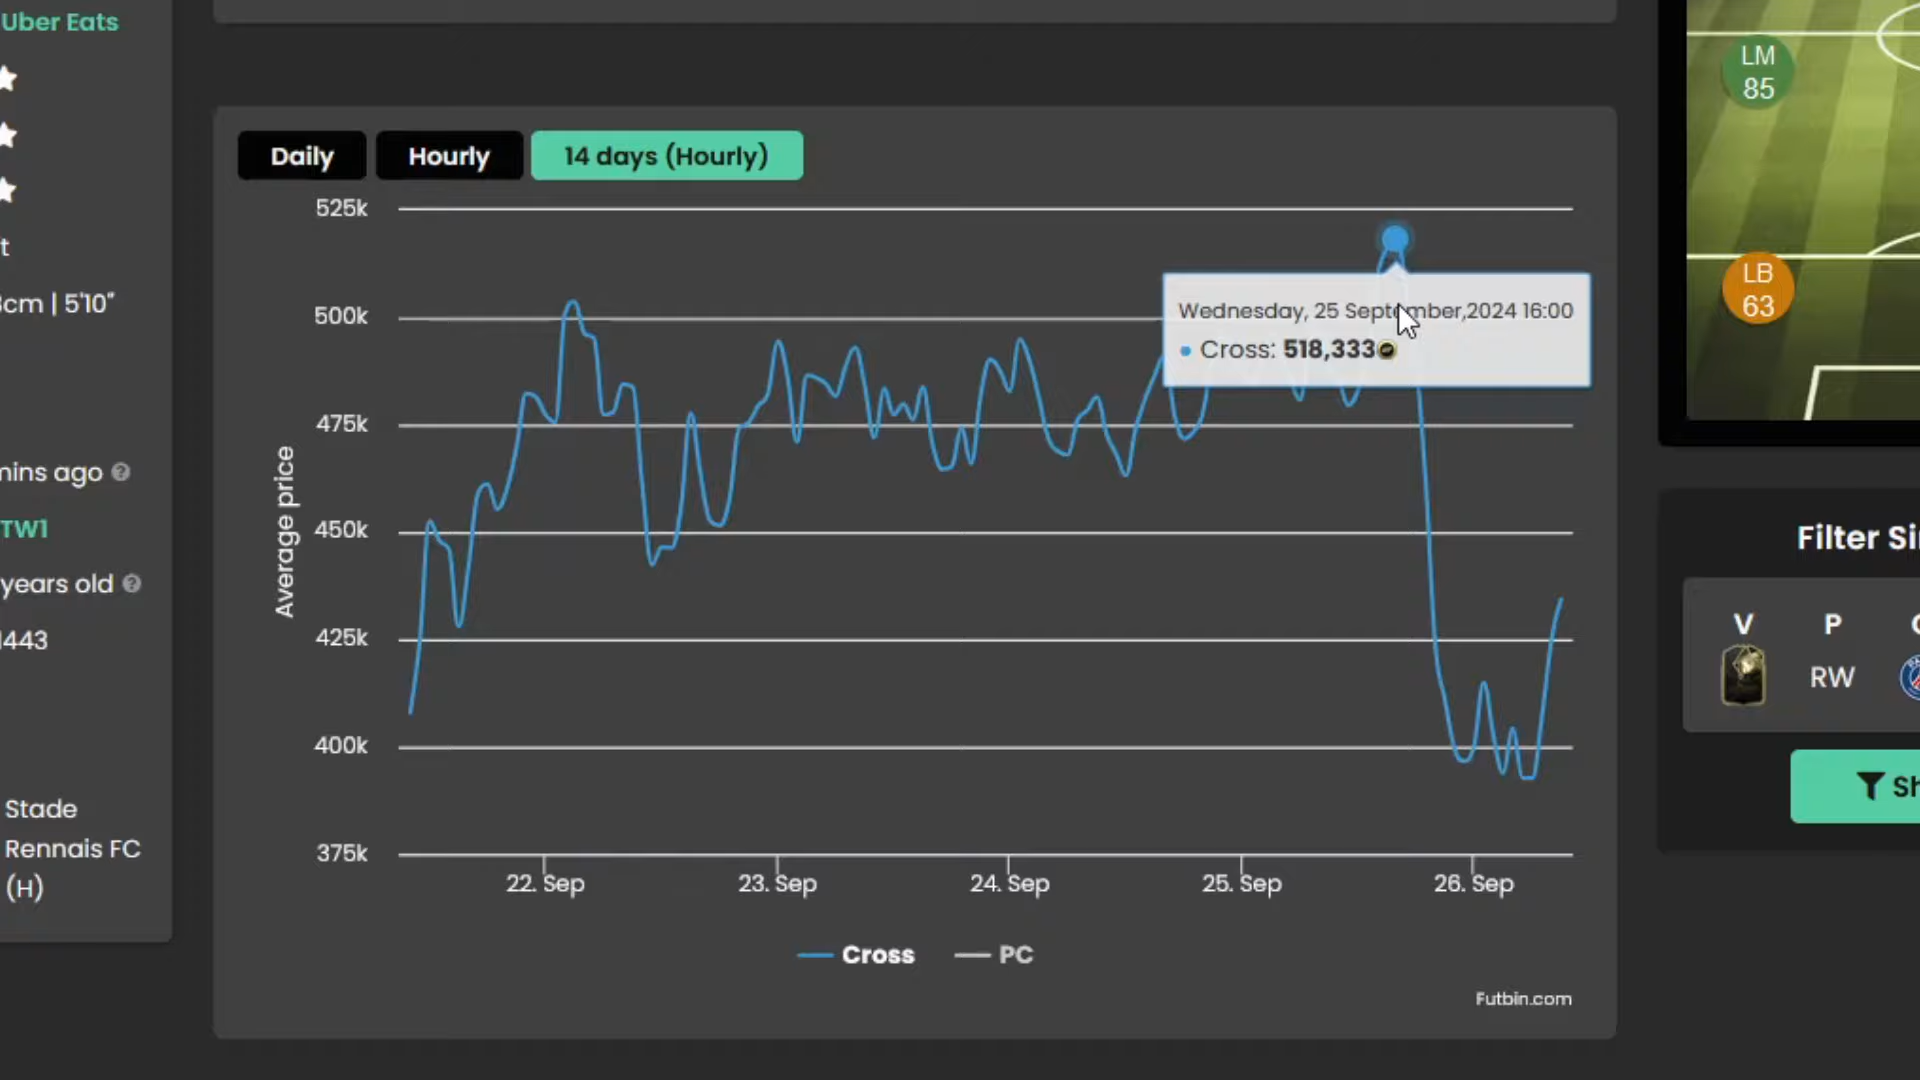 Uber Eats
t
3cm | 5'10"
mins ago
TW1
years old
1443
Stade
Rennais FC
(H)
Daily Hourly 14 days (Hourly)
525k
500k
475k
450k
425k
400k
375k
Average price
Wednesday, 25 September,2024 16:00
Cross: 518,333
22. Sep 23. Sep 24. Sep 25. Sep 26. Sep
Cross PC
Futbin.com
LM
85
LB
63
Filter Si
V P C
RW
Sh